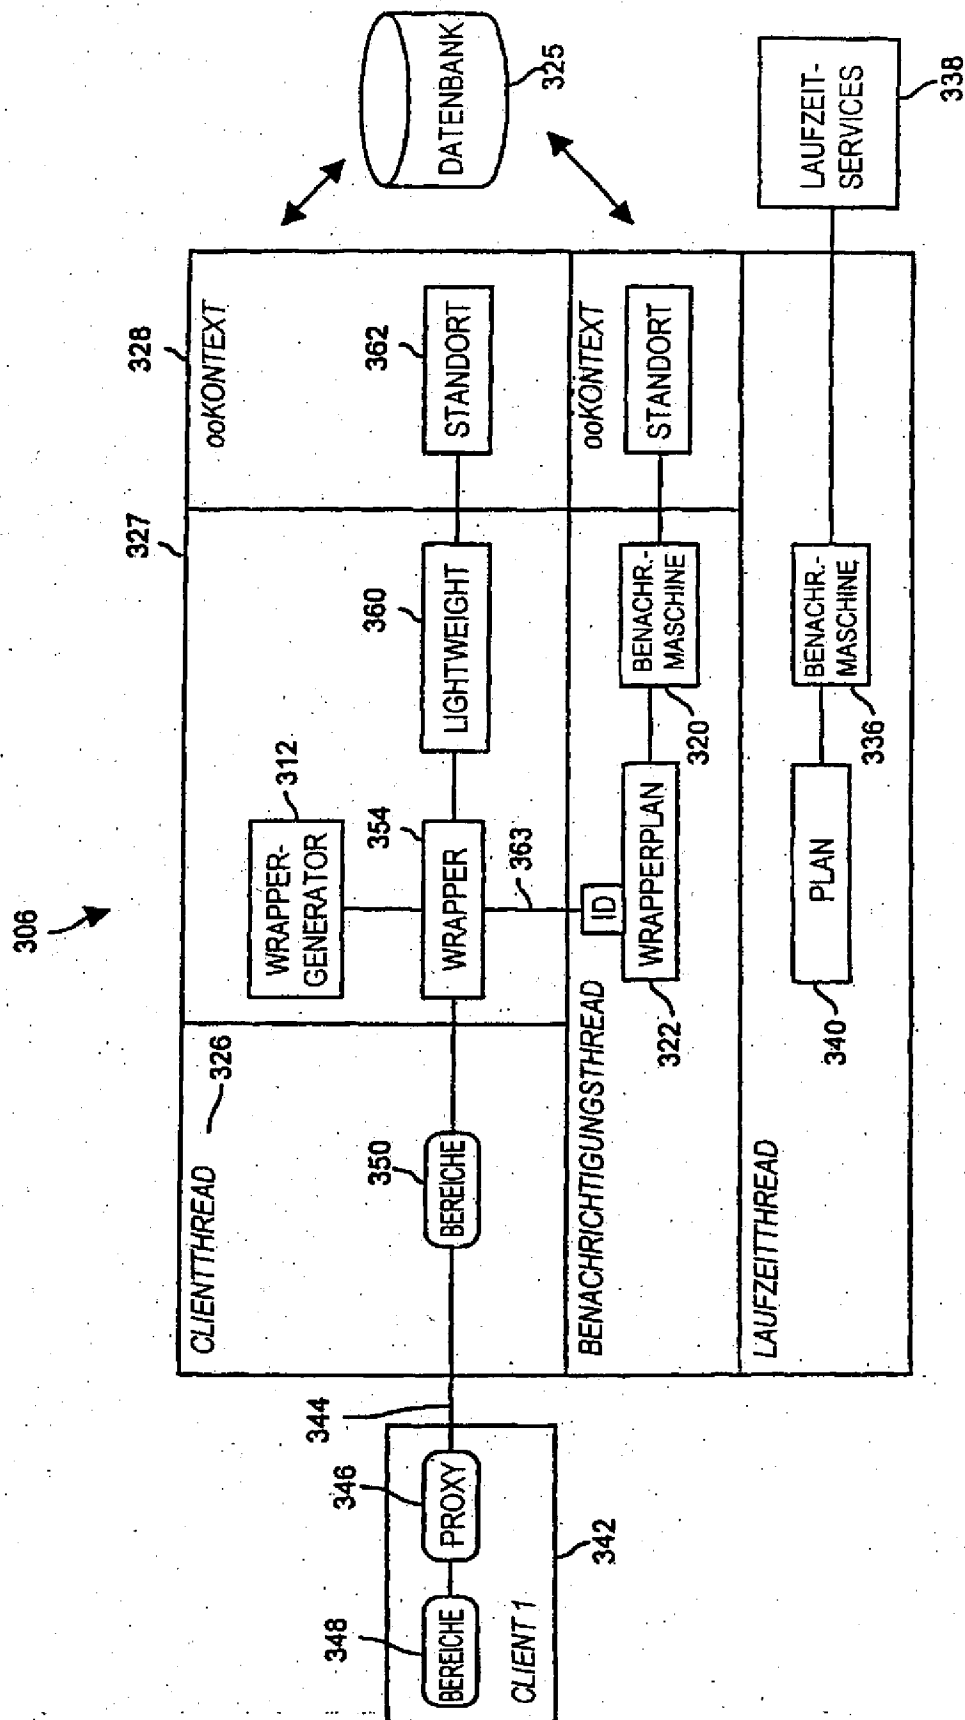 306
327
328
CLIENTTHREAD
326
WRAPPER-
GENERATOR
312
ooKONTEXT
DATENBANK
325
348
BEREICHE
346
PROXY
344
350
BEREICHE
354
WRAPPER
360
LIGHTWEIGHT
362
STANDORT
CLIENT 1
342
363
BENACHRICHTIGUNGSTHREAD
ID
WRAPPERPLAN
322
BENACHR.-
MASCHINE
320
ooKONTEXT
STANDORT
LAUFZEITTHREAD
PLAN
340
BENACHR.-
MASCHINE
336
LAUFZEIT-
SERVICES
338